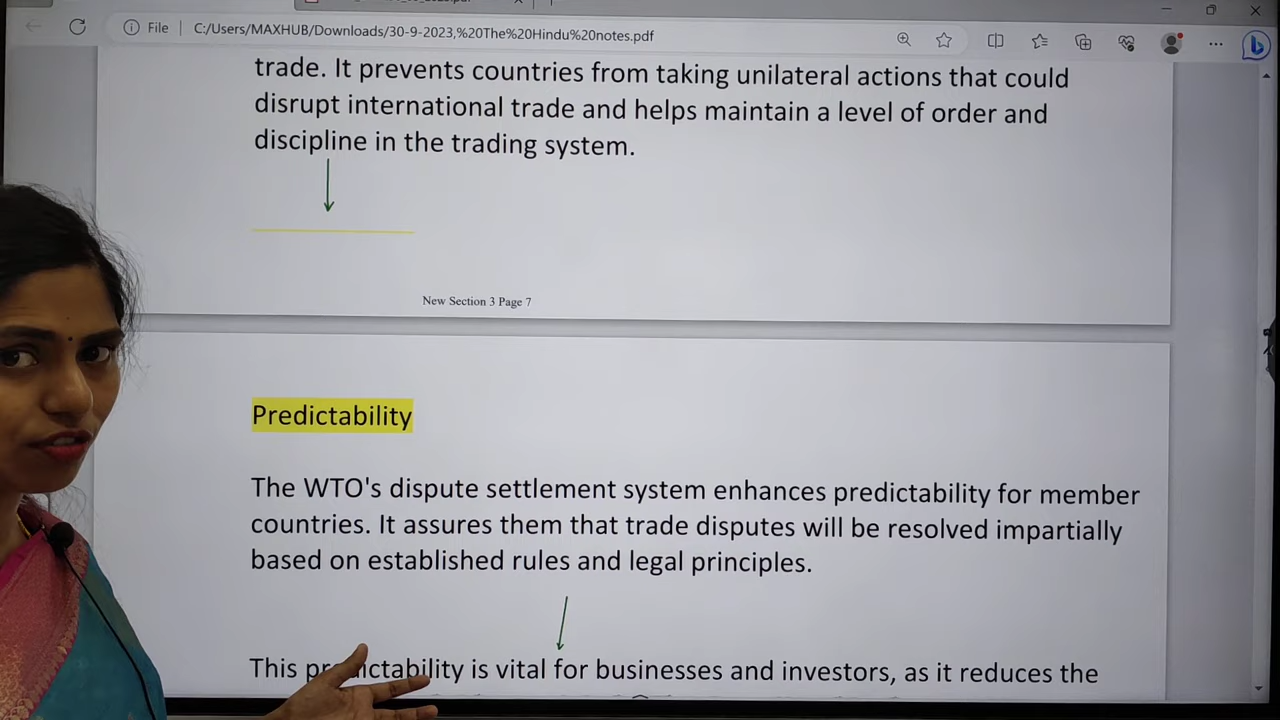 File
C:/Users/MAXHUB/Downloads/30-9-2023,%20The%20Hindu%20notes.pdf
trade. It prevents countries from taking unilateral actions that could
disrupt international trade and helps maintain a level of order and
discipline in the trading system.
New Section 3 Page 7
Predictability
The WTO's dispute settlement system enhances predictability for member
countries. It assures them that trade disputes will be resolved impartially
based on established rules and legal principles.
This predictability is vital for businesses and investors, as it reduces the